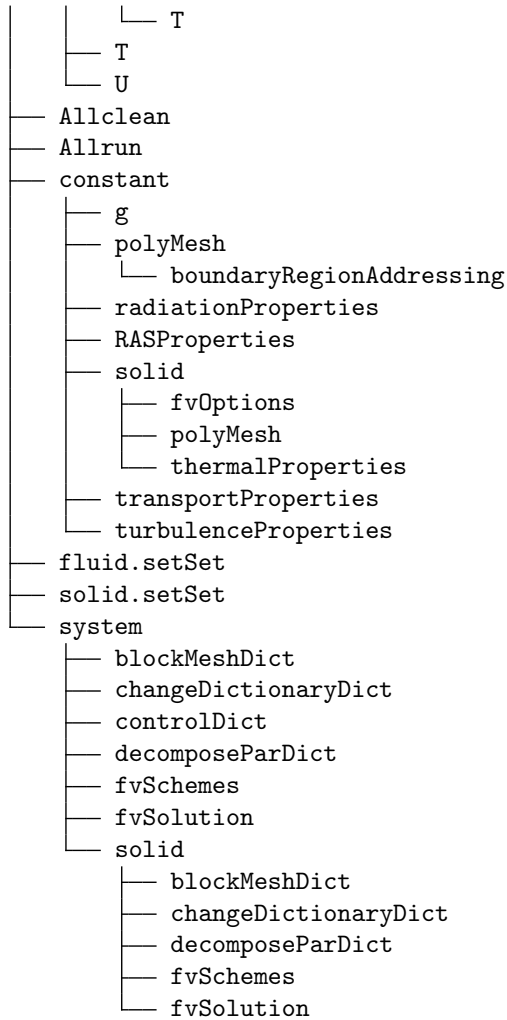 │   │   │   └── T
│   │   ├── T
│   │   └── U
├── Allclean
├── Allrun
├── constant
│   ├── g
│   ├── polyMesh
│   │   └── boundaryRegionAddressing
│   ├── radiationProperties
│   ├── RASProperties
│   ├── solid
│   │   ├── fvOptions
│   │   ├── polyMesh
│   │   └── thermalProperties
│   ├── transportProperties
│   └── turbulenceProperties
├── fluid.setSet
├── solid.setSet
└── system
    ├── blockMeshDict
    ├── changeDictionaryDict
    ├── controlDict
    ├── decomposeParDict
    ├── fvSchemes
    ├── fvSolution
    └── solid
        ├── blockMeshDict
        ├── changeDictionaryDict
        ├── decomposeParDict
        ├── fvSchemes
        └── fvSolution